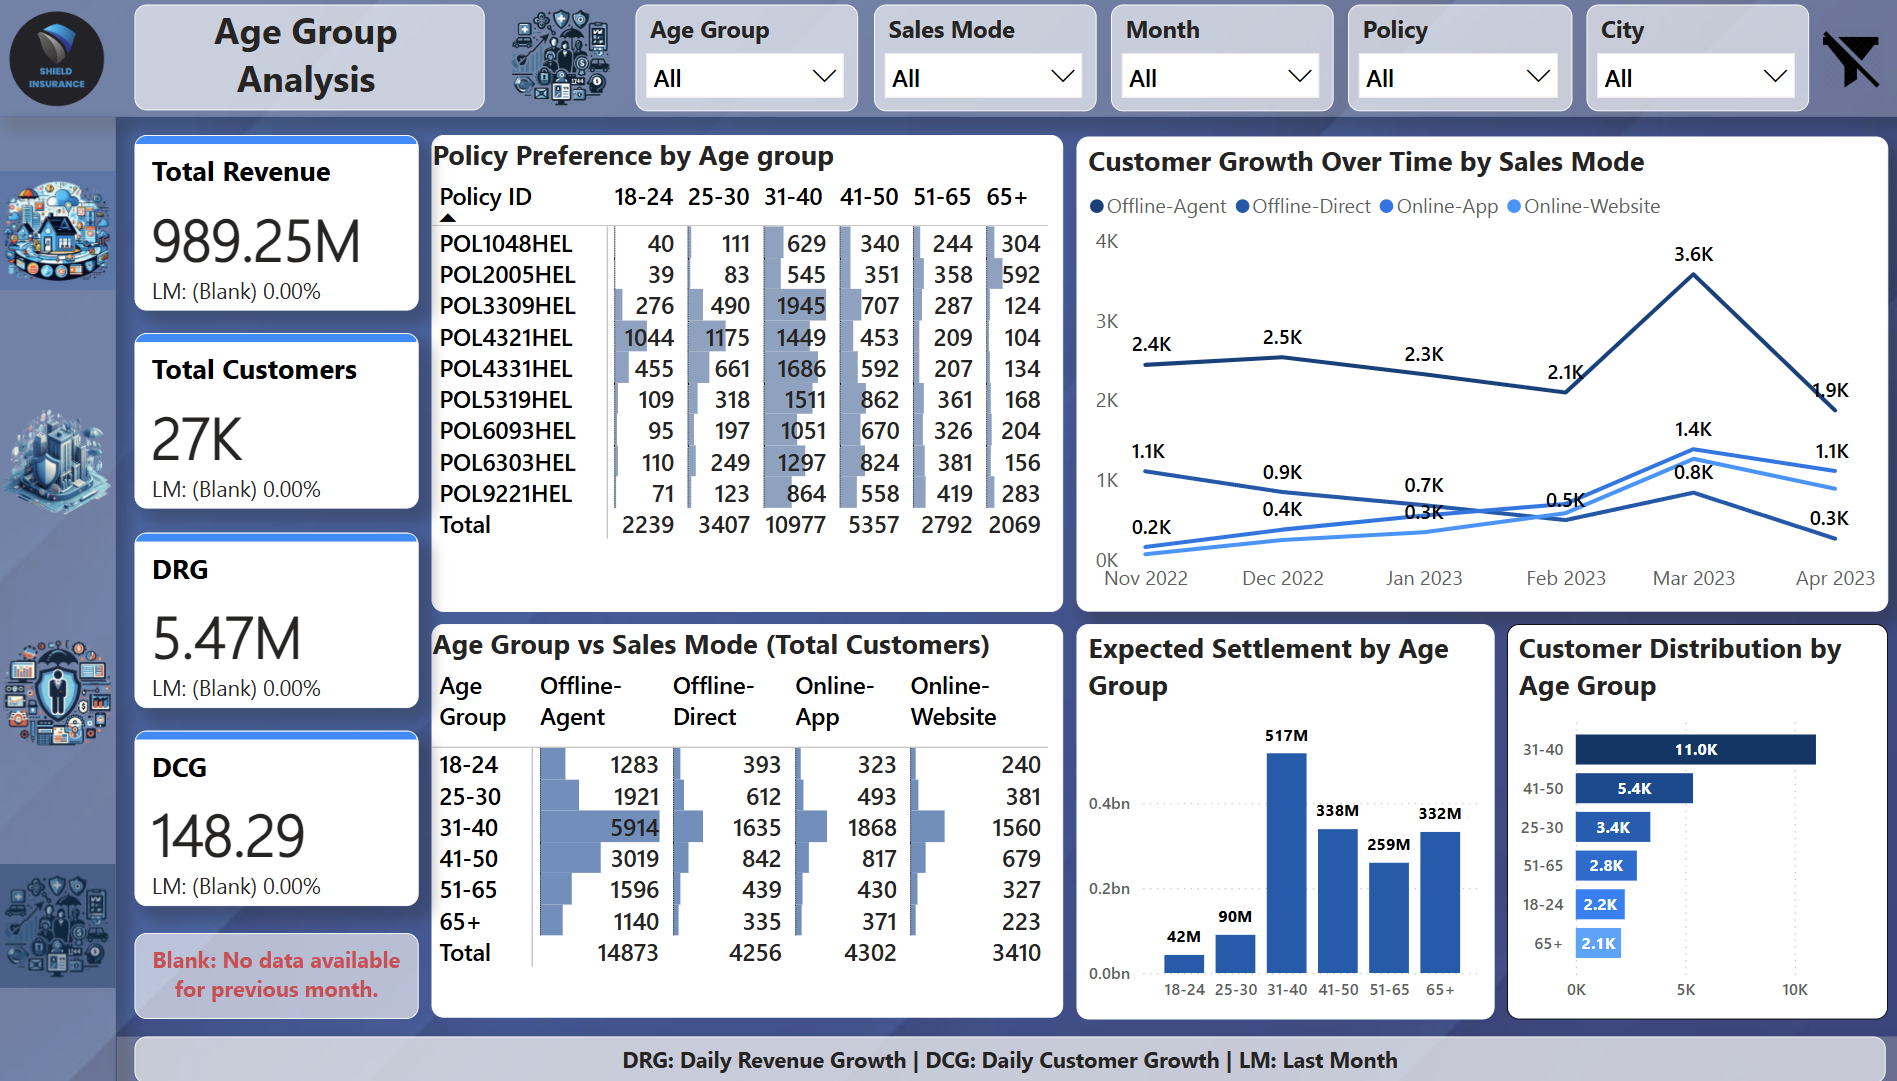 SHIELD
INSURANCE
Age Group
Analysis
Age Group
All
Sales Mode
All
Month
All
Policy
All
City
All
Total Revenue
989.25M
LM: (Blank) 0.00%
Total Customers
27K
LM: (Blank) 0.00%
DRG
5.47M
LM: (Blank) 0.00%
DCG
148.29
LM: (Blank) 0.00%
Blank: No data available
for previous month.
Policy Preference by Age group
Policy ID 18-24 25-30 31-40 41-50 51-65 65+
POL1048HEL 40 111 629 340 244 304
POL2005HEL 39 83 545 351 358 592
POL3309HEL 276 490 1945 707 287 124
POL4321HEL 1044 1175 1449 453 209 104
POL4331HEL 455 661 1686 592 207 134
POL5319HEL 109 318 1511 862 361 168
POL6093HEL 95 197 1051 670 326 204
POL6303HEL 110 249 1297 824 381 156
POL9221HEL 71 123 864 558 419 283
Total 2239 3407 10977 5357 2792 2069
Customer Growth Over Time by Sales Mode
Offline-Agent Offline-Direct Online-App Online-Website
4K
3K
2K
1K
0K
2.4K 2.5K 2.3K 2.1K 3.6K 1.9K
1.1K 0.9K 0.7K 0.5K 1.4K 1.1K
0.2K 0.4K 0.3K 0.8K 0.3K
Nov 2022 Dec 2022 Jan 2023 Feb 2023 Mar 2023 Apr 2023
Age Group vs Sales Mode (Total Customers)
Age Offline- Offline- Online- Online-
Group Agent Direct App Website
18-24 1283 393 323 240
25-30 1921 612 493 381
31-40 5914 1635 1868 1560
41-50 3019 842 817 679
51-65 1596 439 430 327
65+ 1140 335 371 223
Total 14873 4256 4302 3410
Expected Settlement by Age
Group
0.4bn
0.2bn
0.0bn
42M 90M 517M 338M 259M 332M
18-24 25-30 31-40 41-50 51-65 65+
Customer Distribution by
Age Group
31-40 11.0K
41-50 5.4K
25-30 3.4K
51-65 2.8K
18-24 2.2K
65+ 2.1K
0K 5K 10K
DRG: Daily Revenue Growth | DCG: Daily Customer Growth | LM: Last Month